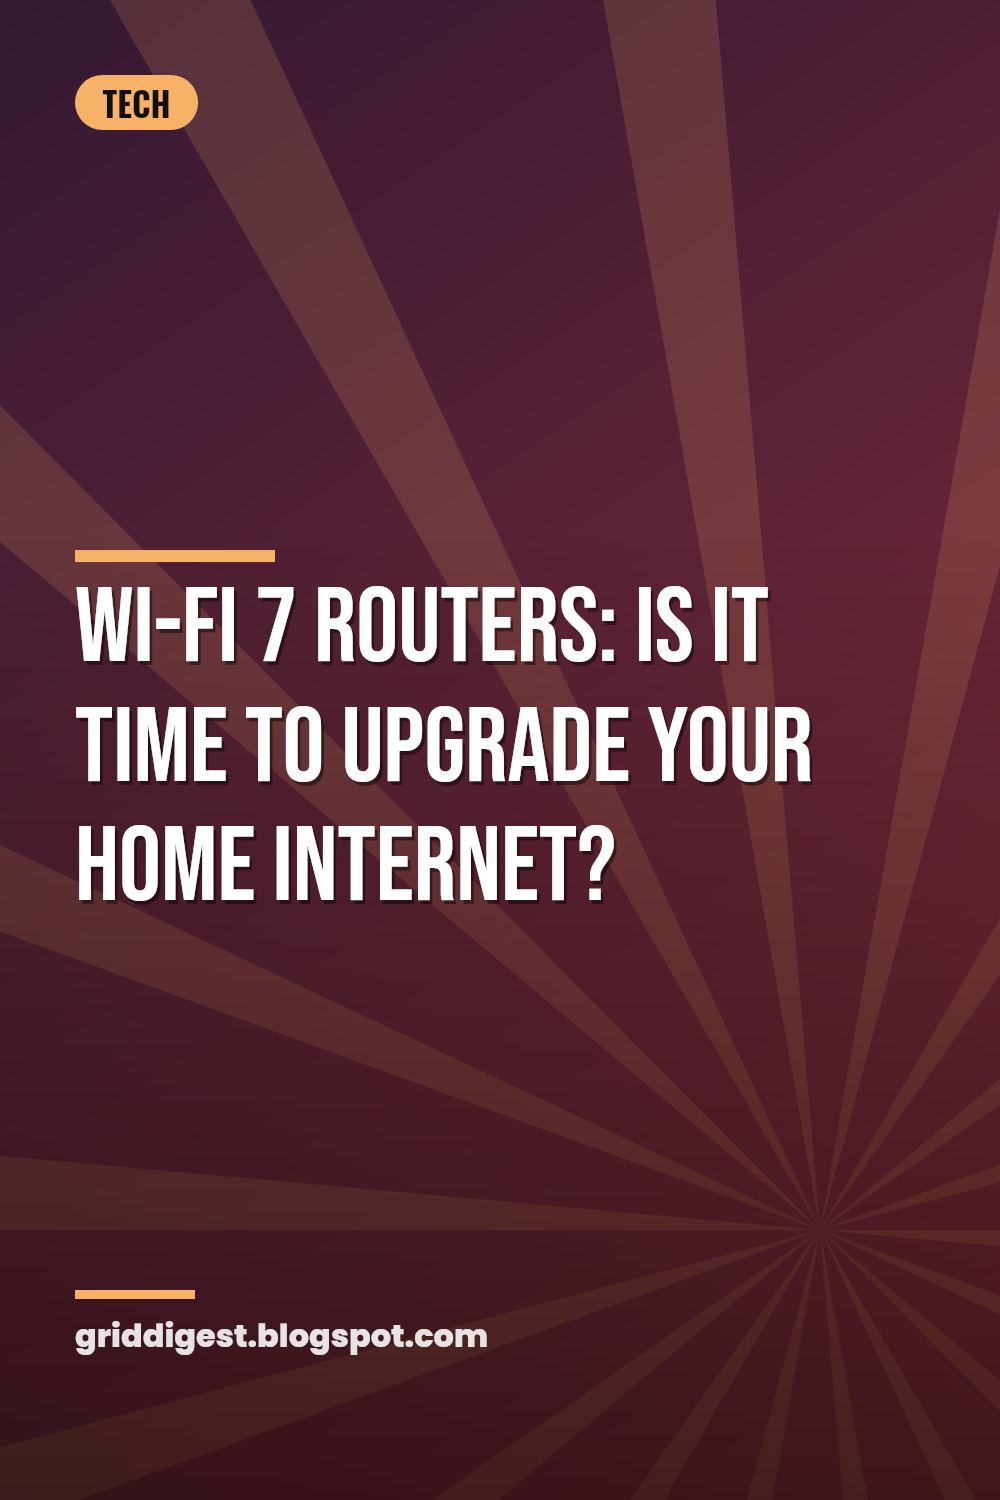 TECH
WI-FI 7 ROUTERS: IS IT
TIME TO UPGRADE YOUR
HOME INTERNET?
griddigest.blogspot.com